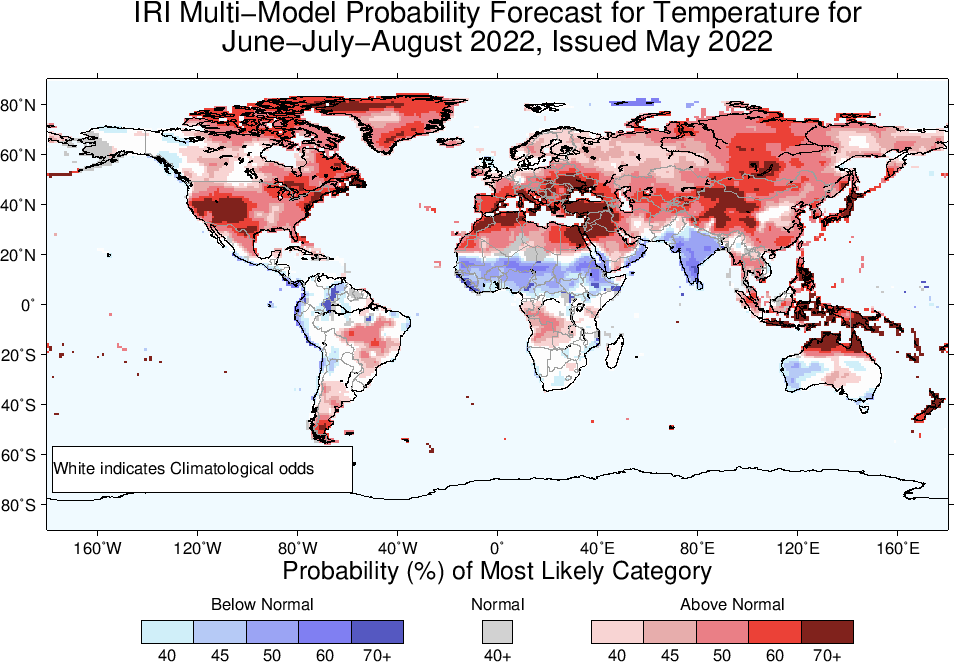 IRI Multi−Model Probability Forecast for Temperature for
June−July−August 2022, Issued May 2022
80˚N
60˚N
40˚N
20˚N
0˚
20˚S
40˚S
60˚S
80˚S
White indicates Climatological odds
160˚W 120˚W 80˚W 40˚W 0˚ 40˚E 80˚E 120˚E 160˚E
Probability (%) of Most Likely Category
Below Normal Normal Above Normal
40 45 50 60 70+ 40+ 40 45 50 60 70+